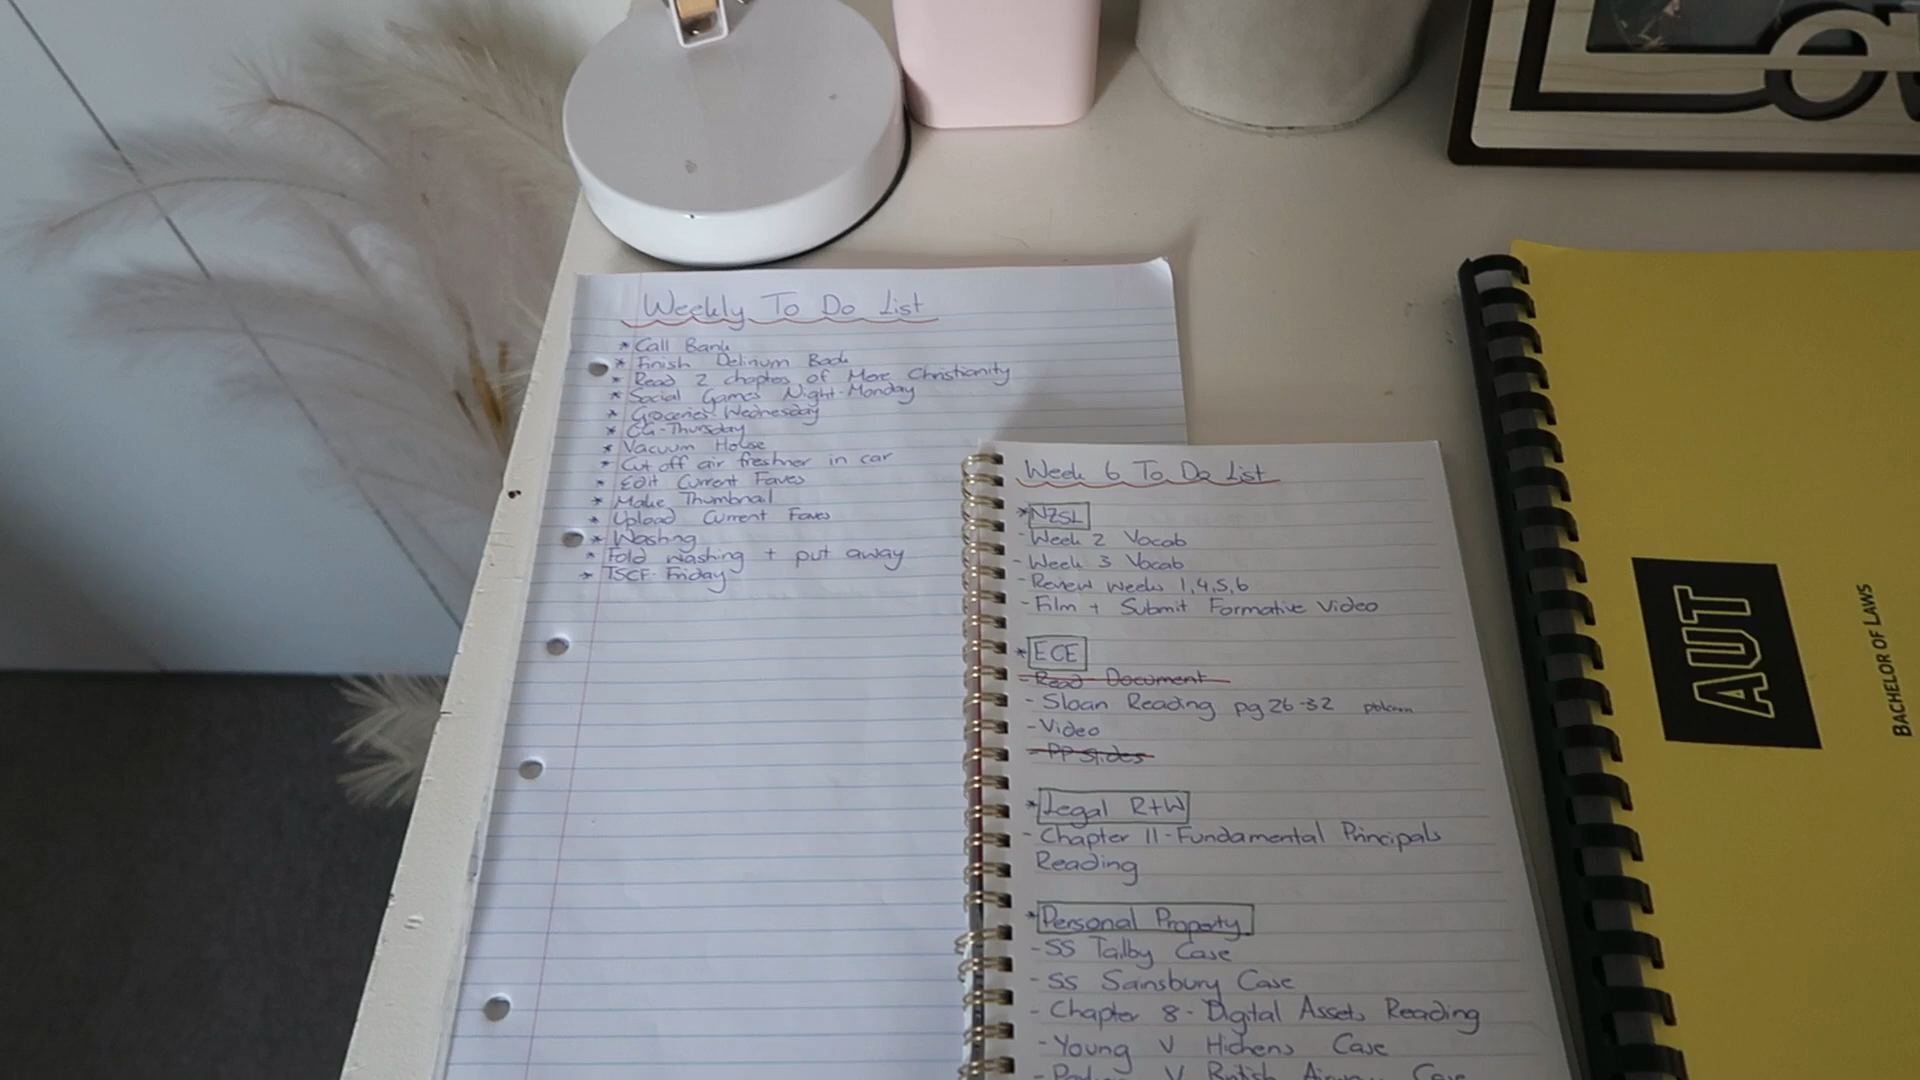 Weekly To Do List
* Call Bank
* Finish Delirium Book
* Read 2 chapters of Mere Christianity
* Social Games Night-Monday
* Groceries-Wednesday
* CG-Thursday
* Vacuum House
* Cut off air freshner in car
* Edit Current Faves
* Make Thumbnail
* Upload Current Faves
* Washing
* Fold washing + put away
* TSCF-Friday
Week 6 To Do List
* NZSL
- Week 2 Vocab
- Week 3 Vocab
- Review weeks 1,4,5,6
- Film + Submit Formative Video
* ECE
- Read Document
- Sloan Reading pg 26-32
- Video
- PP slides
* Legal R+W
- Chapter 11-Fundamental Principals
Reading
* Personal Property
- SS Tailby Case
- SS Sainsbury Case
- Chapter 8-Digital Assets Reading
- Young V Hichens Case
- V British Case
AUT
BACHELOR OF LAWS